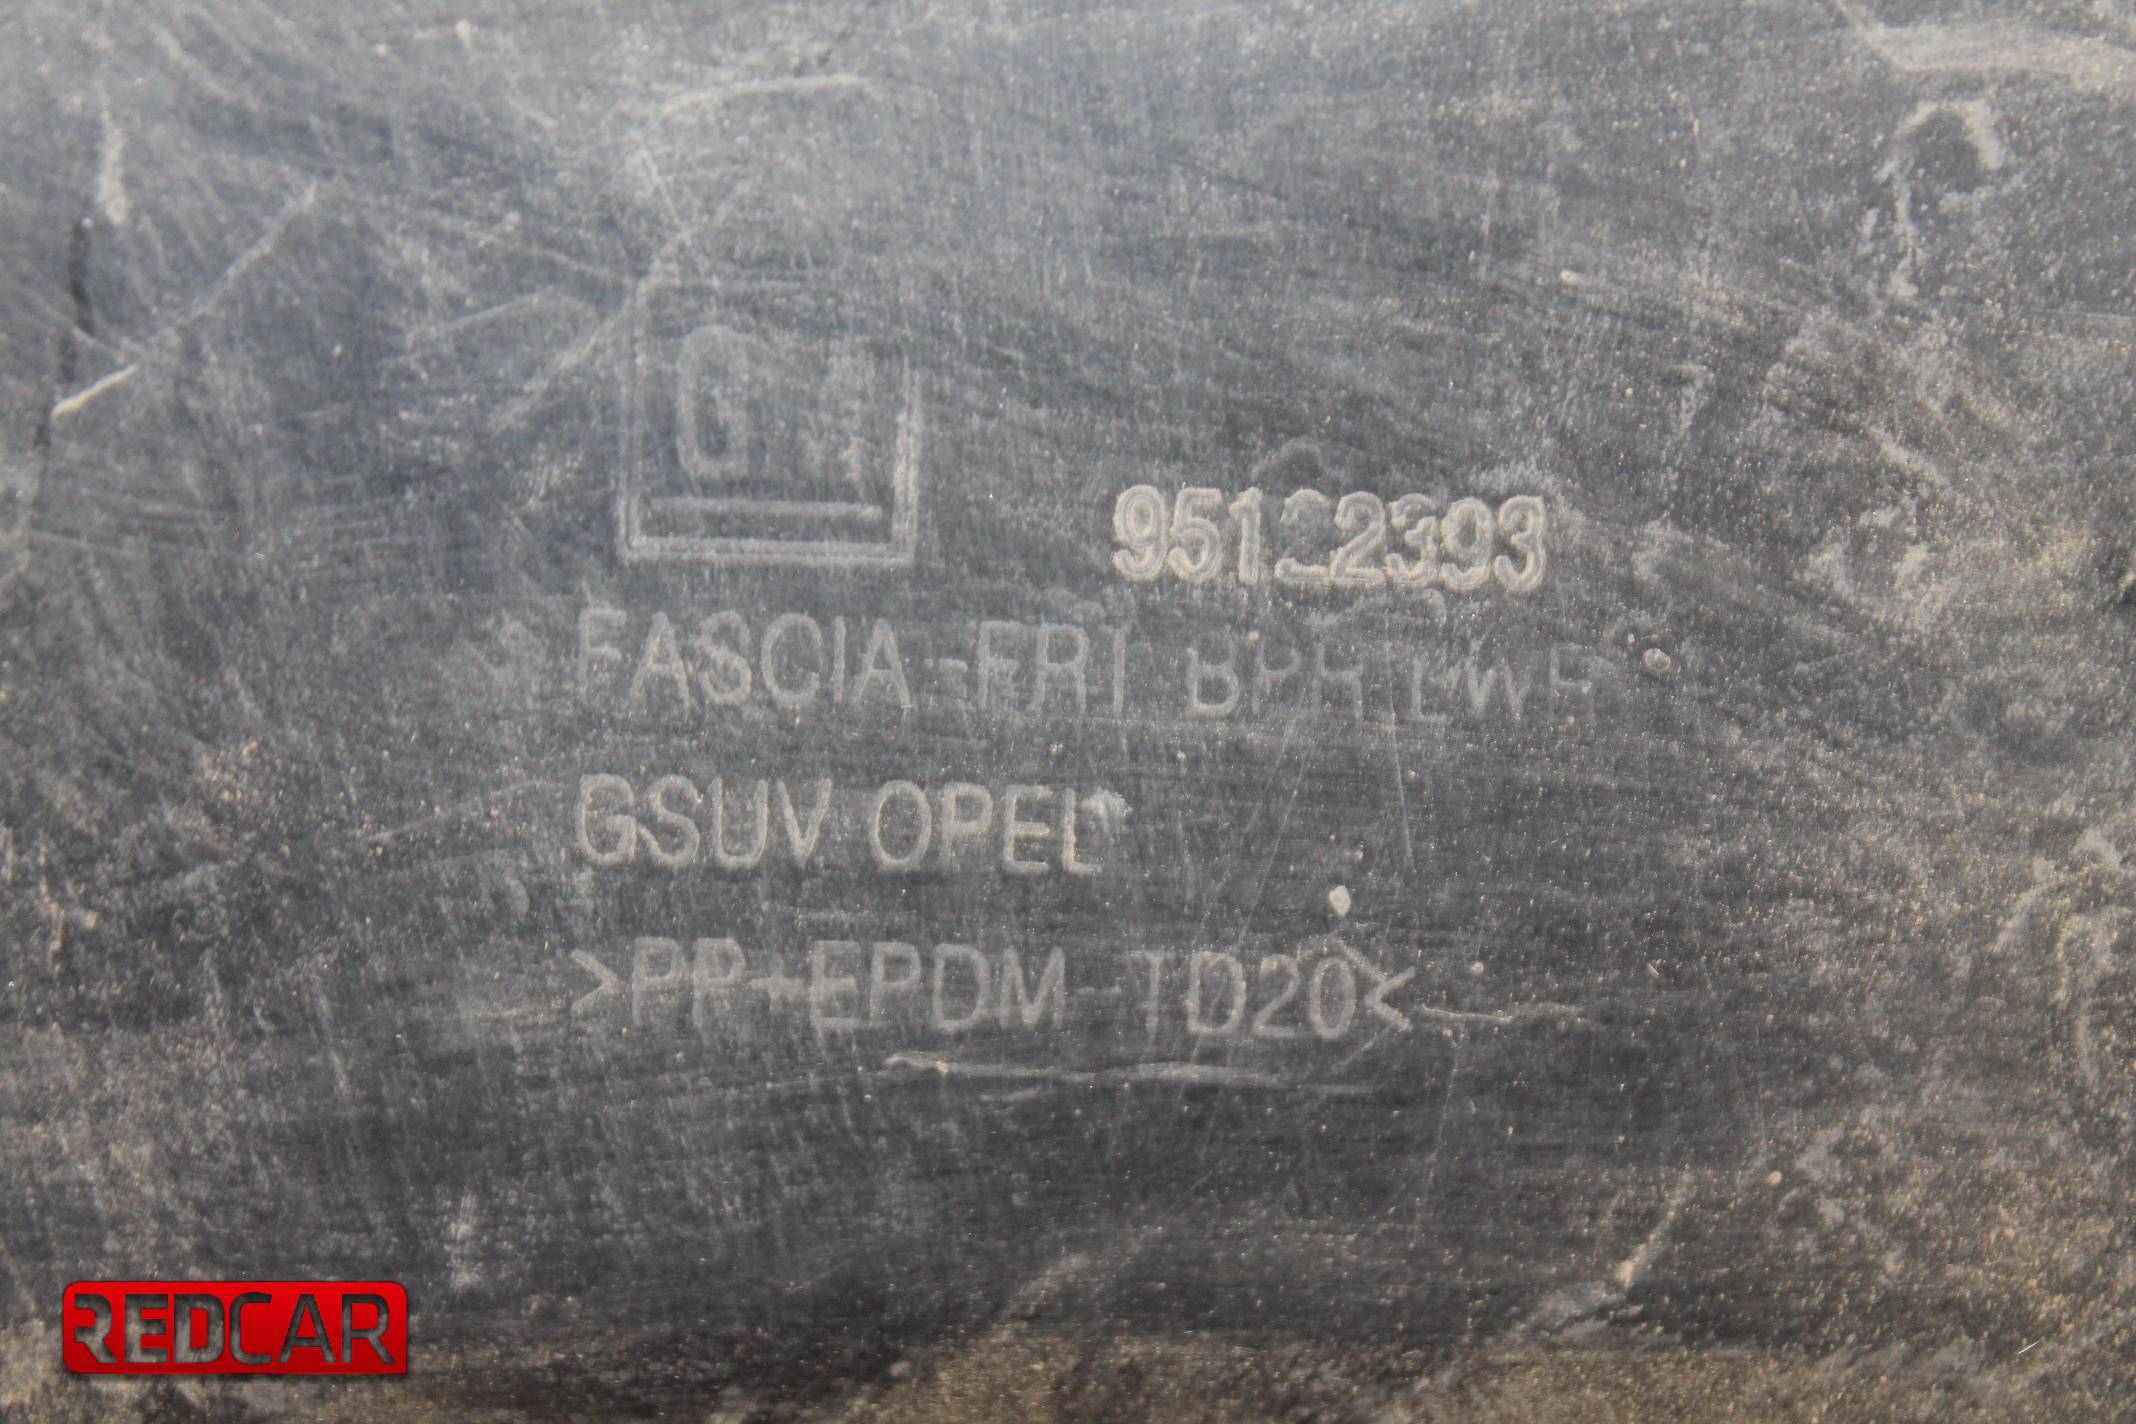 GM
95122393
FASCIA-FRT BPR LWR
GSUV OPEL
>PP+EPDM-TD20<
REDCAR